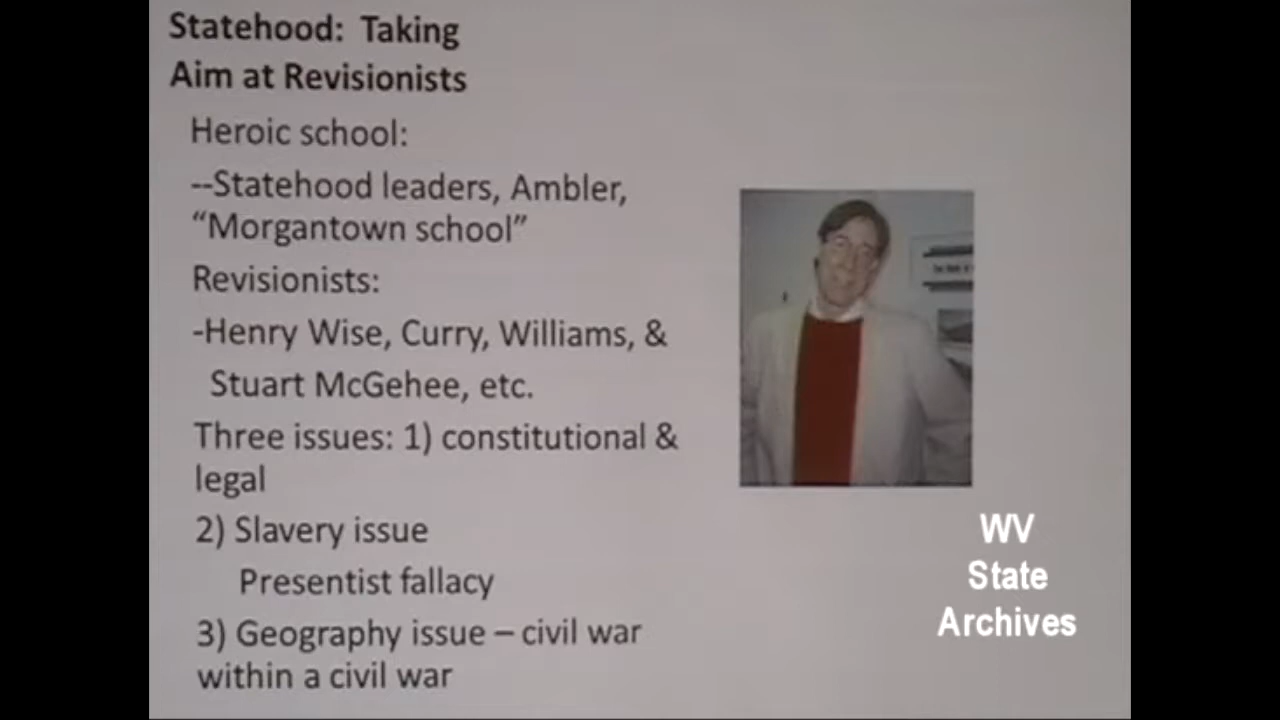 Statehood: Taking
Aim at Revisionists
Heroic school:
--Statehood leaders, Ambler,
“Morgantown school”
Revisionists:
-Henry Wise, Curry, Williams, &
Stuart McGehee, etc.
Three issues: 1) constitutional &
legal
2) Slavery issue
Presentist fallacy
3) Geography issue – civil war
within a civil war
WV
State
Archives